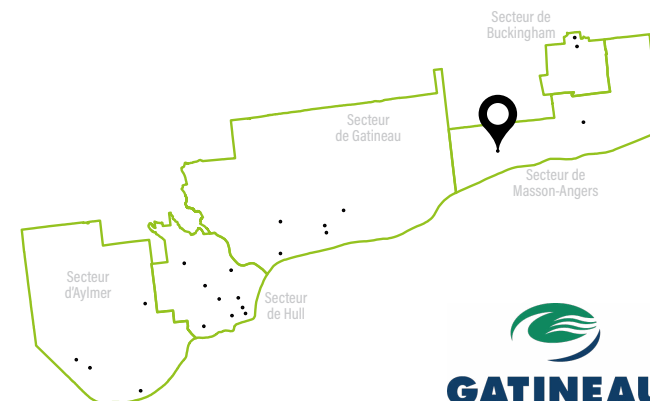 Secteur de
Buckingham
Secteur
de Gatineau
Secteur de
Masson-Angers
Secteur
d'Aylmer
Secteur
de Hull
GATINEAU